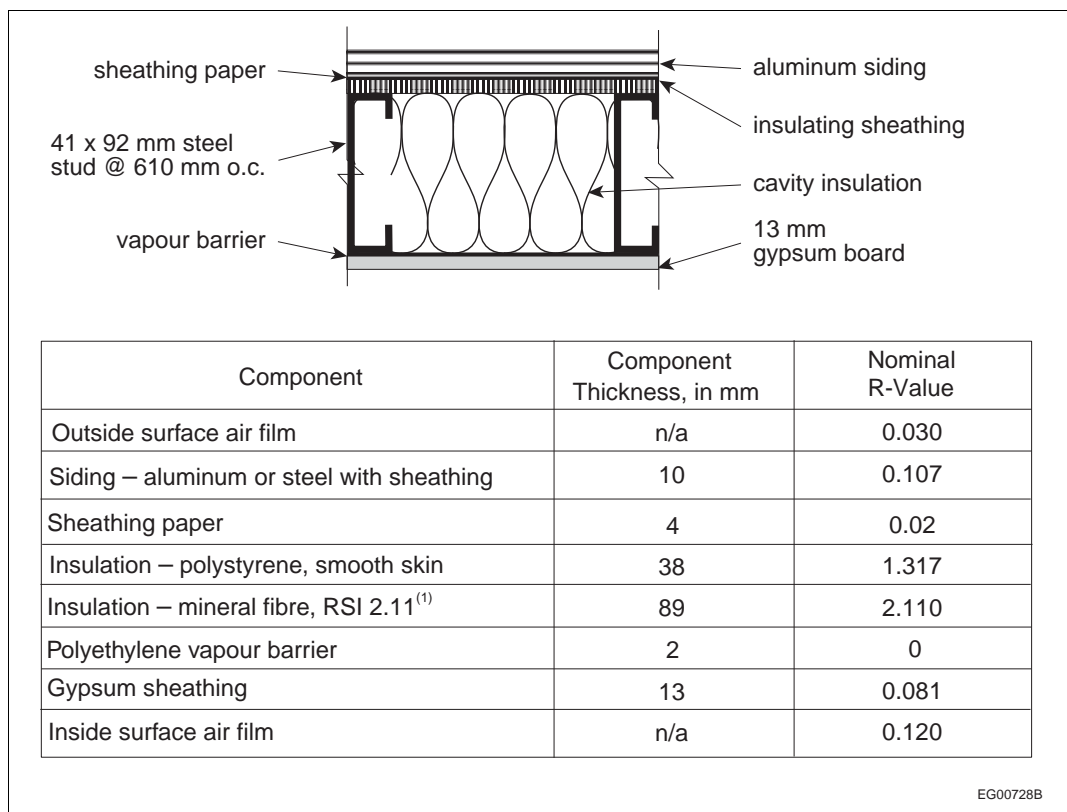 sheathing paper
aluminum siding
insulating sheathing
41 x 92 mm steel
stud @ 610 mm o.c.
cavity insulation
vapour barrier
13 mm
gypsum board
Component
Component
Thickness, in mm
Nominal
R-Value
Outside surface air film n/a 0.030
Siding – aluminum or steel with sheathing 10 0.107
Sheathing paper 4 0.02
Insulation – polystyrene, smooth skin 38 1.317
Insulation – mineral fibre, RSI 2.11(1) 89 2.110
Polyethylene vapour barrier 2 0
Gypsum sheathing 13 0.081
Inside surface air film n/a 0.120
EG00728B